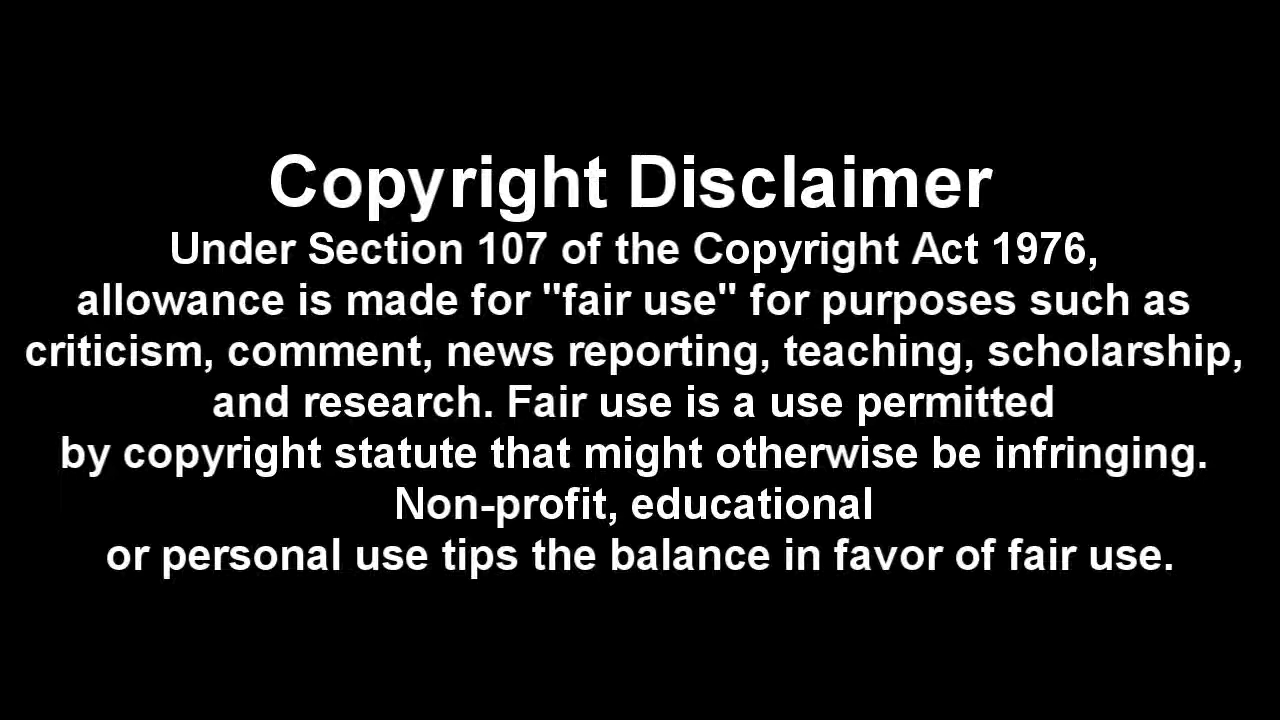 Copyright Disclaimer
Under Section 107 of the Copyright Act 1976,
allowance is made for "fair use" for purposes such as
criticism, comment, news reporting, teaching, scholarship,
and research. Fair use is a use permitted
by copyright statute that might otherwise be infringing.
Non-profit, educational
or personal use tips the balance in favor of fair use.